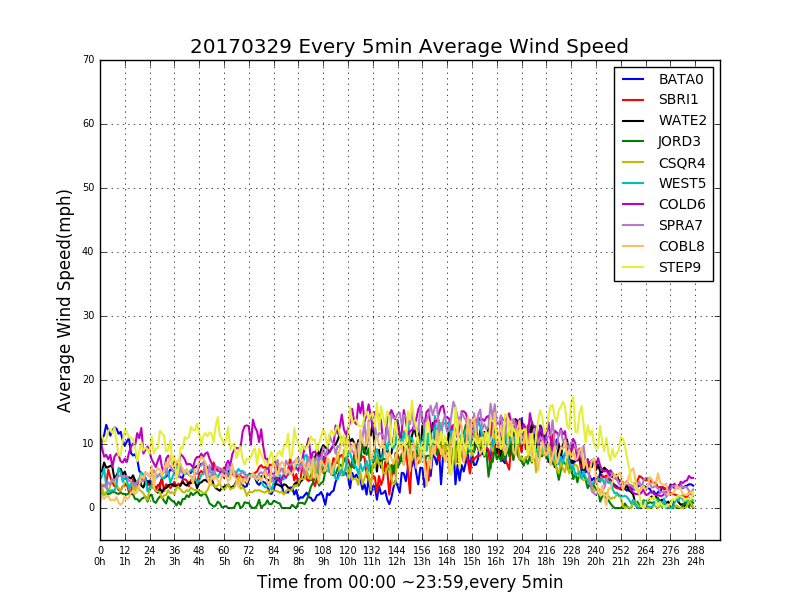 20170329 Every 5min Average Wind Speed
70
60
50
40
30
20
10
0
Average Wind Speed(mph)
BATA0
SBRI1
WATE2
JORD3
CSQR4
WEST5
COLD6
SPRA7
COBL8
STEP9
0 12 24 36 48 60 72 84 96 108 120 132 144 156 168 180 192 204 216 228 240 252 264 276 288
0h 1h 2h 3h 4h 5h 6h 7h 8h 9h 10h 11h 12h 13h 14h 15h 16h 17h 18h 19h 20h 21h 22h 23h 24h
Time from 00:00 ~23:59,every 5min